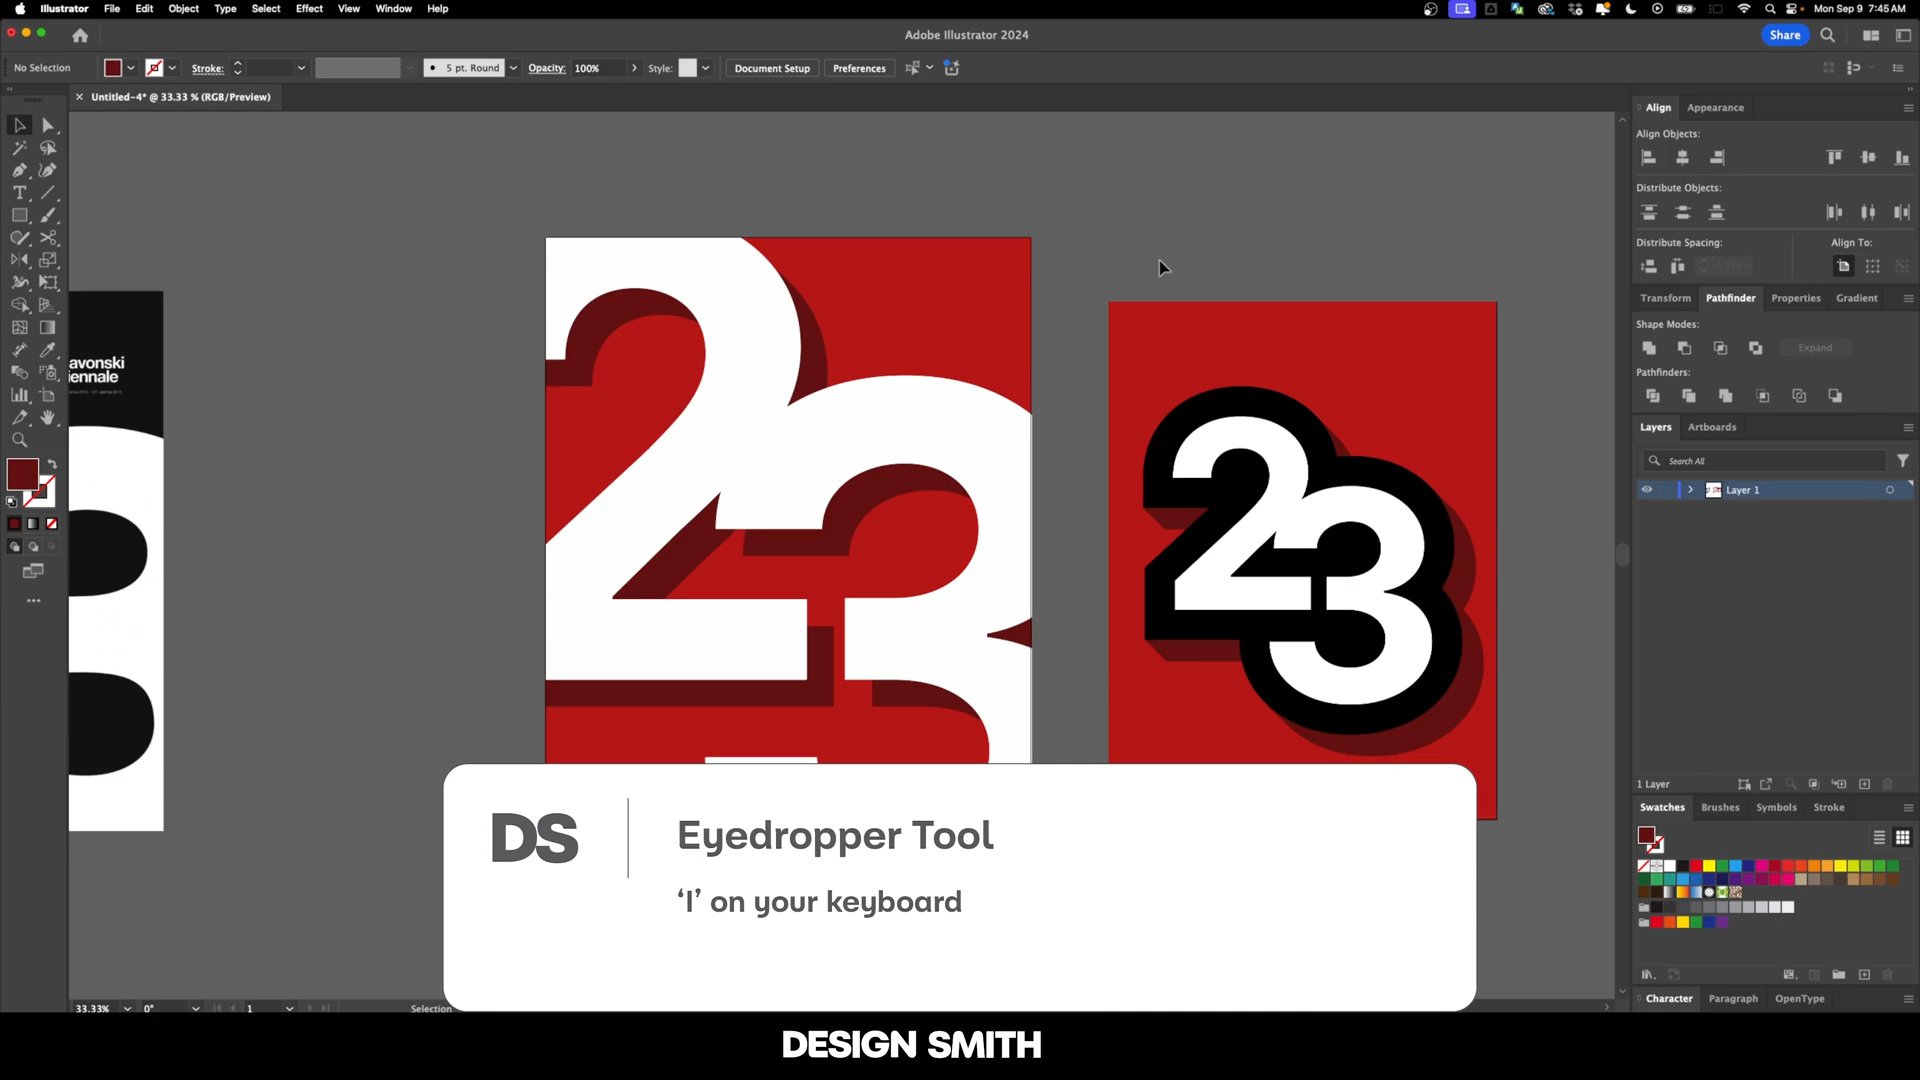 Illustrator File Edit Object Type Select Effect View Window Help
Mon Sep 9 7:45 AM
Adobe Illustrator 2024
Share
No Selection
Stroke:
5 pt. Round
Opacity: 100%
Style:
Document Setup
Preferences
Untitled-4* @ 33.33 % (RGB/Preview)
Align Appearance
Align Objects:
Distribute Objects:
Distribute Spacing:
Align To:
Transform Pathfinder Properties Gradient
Shape Modes:
Expand
Pathfinders:
Layers Artboards
Search All
Layer 1
1 Layer
Swatches Brushes Symbols Stroke
Character Paragraph OpenType
avonski
iennale
23
23
DS
Eyedropper Tool
‘I’ on your keyboard
33.33% 0° 1 Selection
DESIGN SMITH